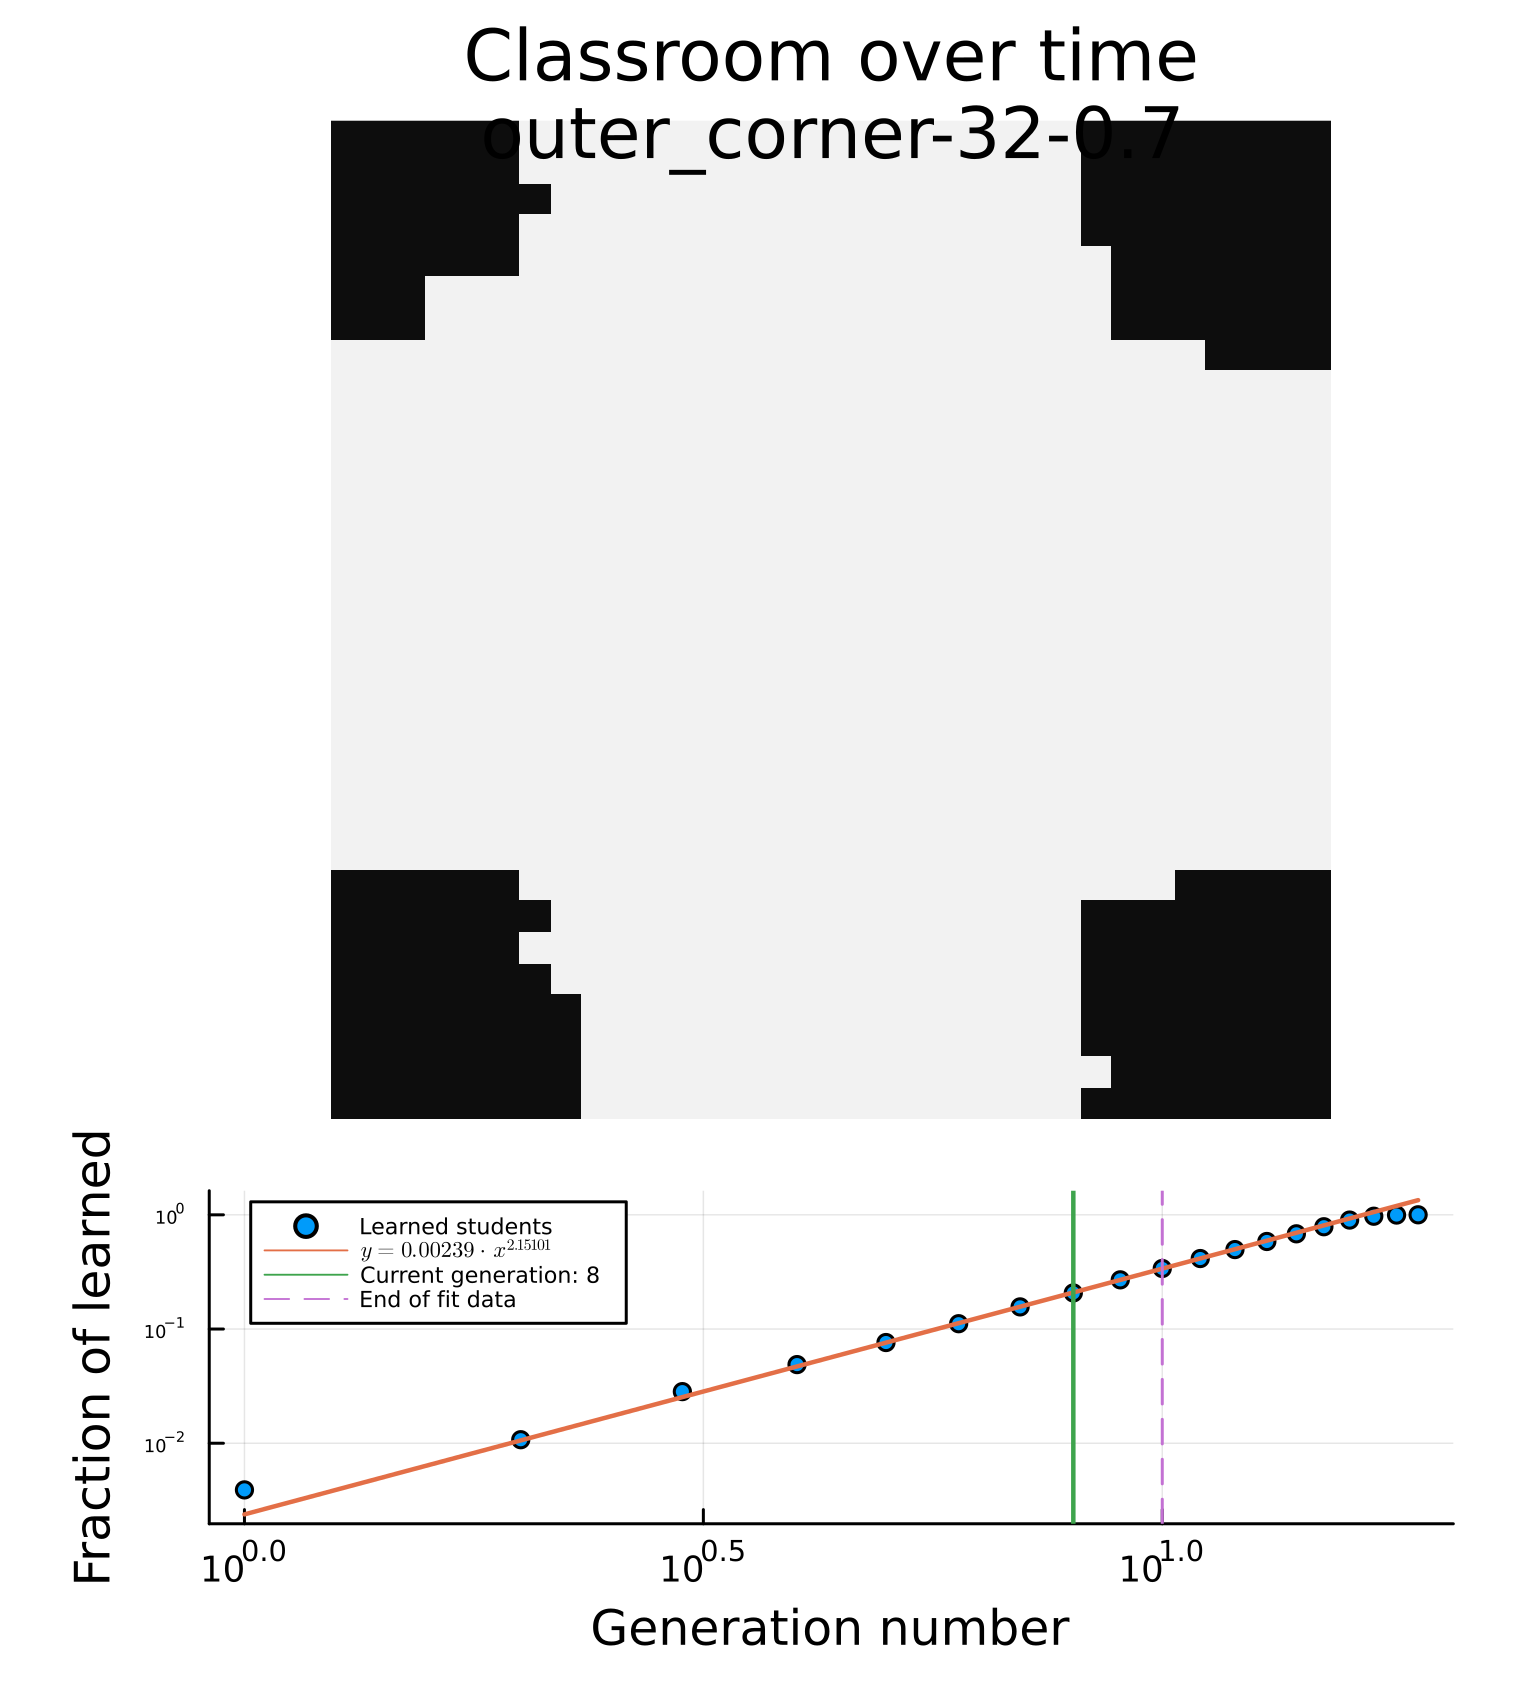 Classroom over time
outer_corner-32-0.7
Fraction of learned
10^0
10^-1
10^-2
Learned students
y = 0.00239 · x^2.15101
Current generation: 8
End of fit data
10^0.0
10^0.5
10^1.0
Generation number